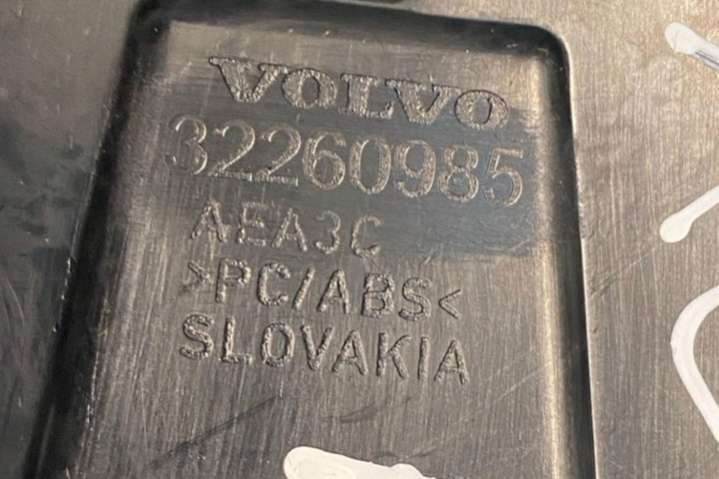 VOLVO
32260985
AEA3C
>PC/ABS<
SLOVAKIA